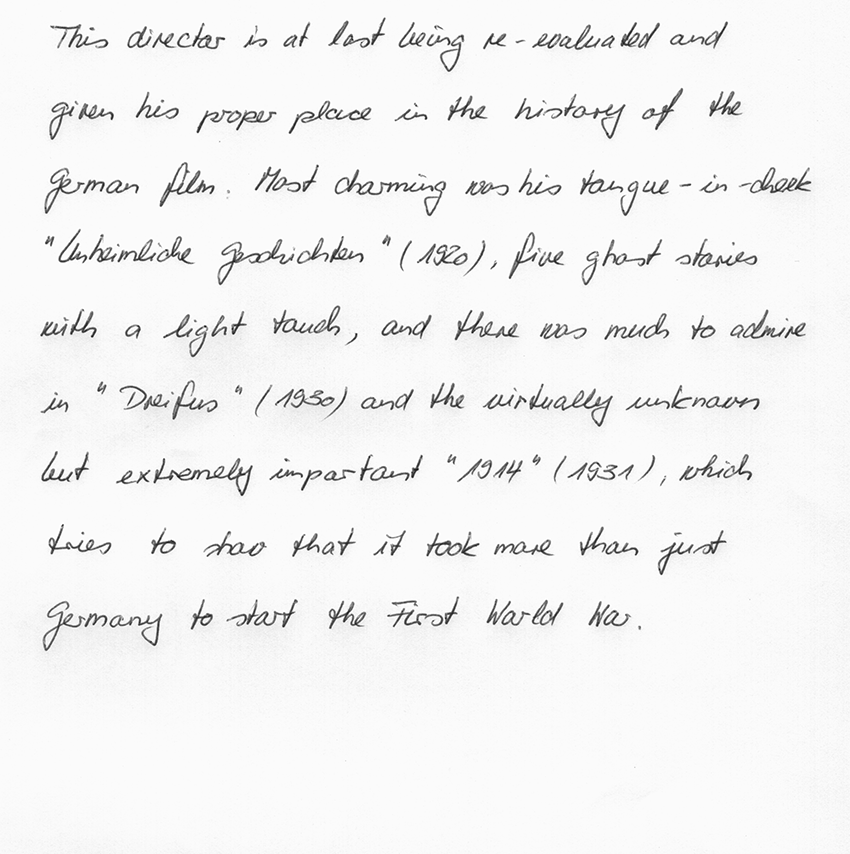 This director is at last being re-evaluated and
given his proper place in the history of the
German film. Most charming was his tongue-in-cheek
"Unheimliche Geschichten" (1920), five ghost stories
with a light touch, and there was much to admire
in "Dreifus" (1930) and the virtually unknown
but extremely important "1914" (1931), which
tries to show that it took more than just
Germany to start the First World War.